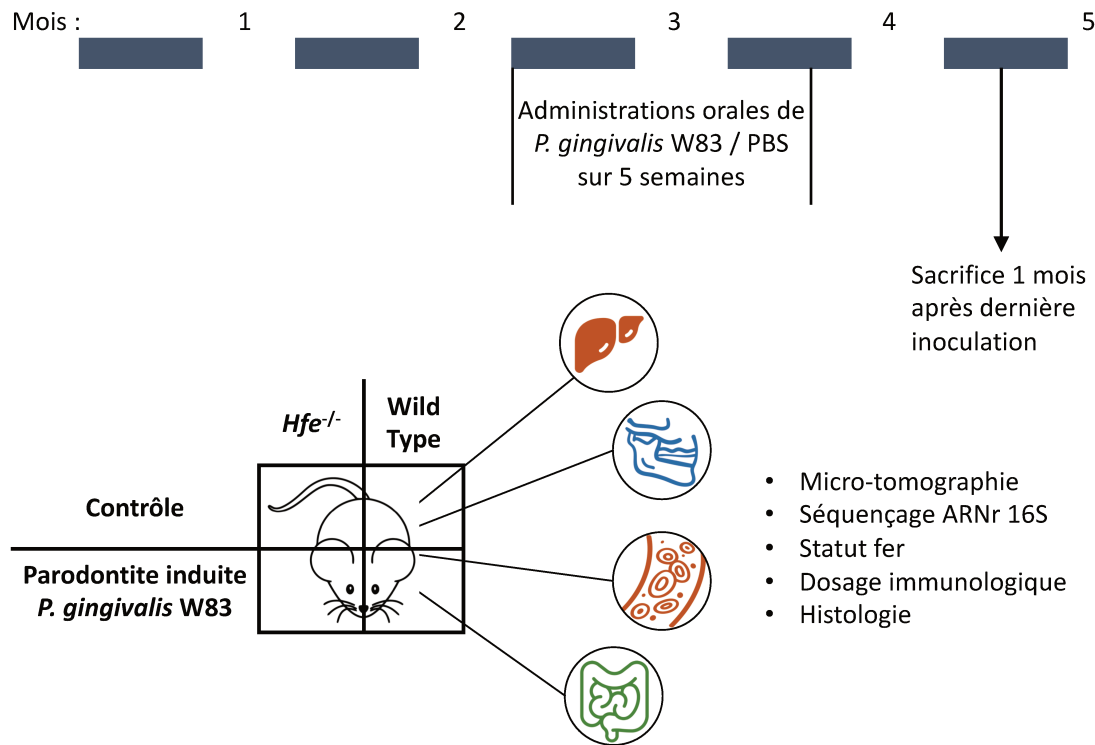 Mois : 1 2 3 4 5
Administrations orales de
P. gingivalis W83 / PBS
sur 5 semaines
Sacrifice 1 mois
après dernière
inoculation
Hfe-/-
Wild
Type
Contrôle
Parodontite induite
P. gingivalis W83
• Micro-tomographie
• Séquençage ARNr 16S
• Statut fer
• Dosage immunologique
• Histologie